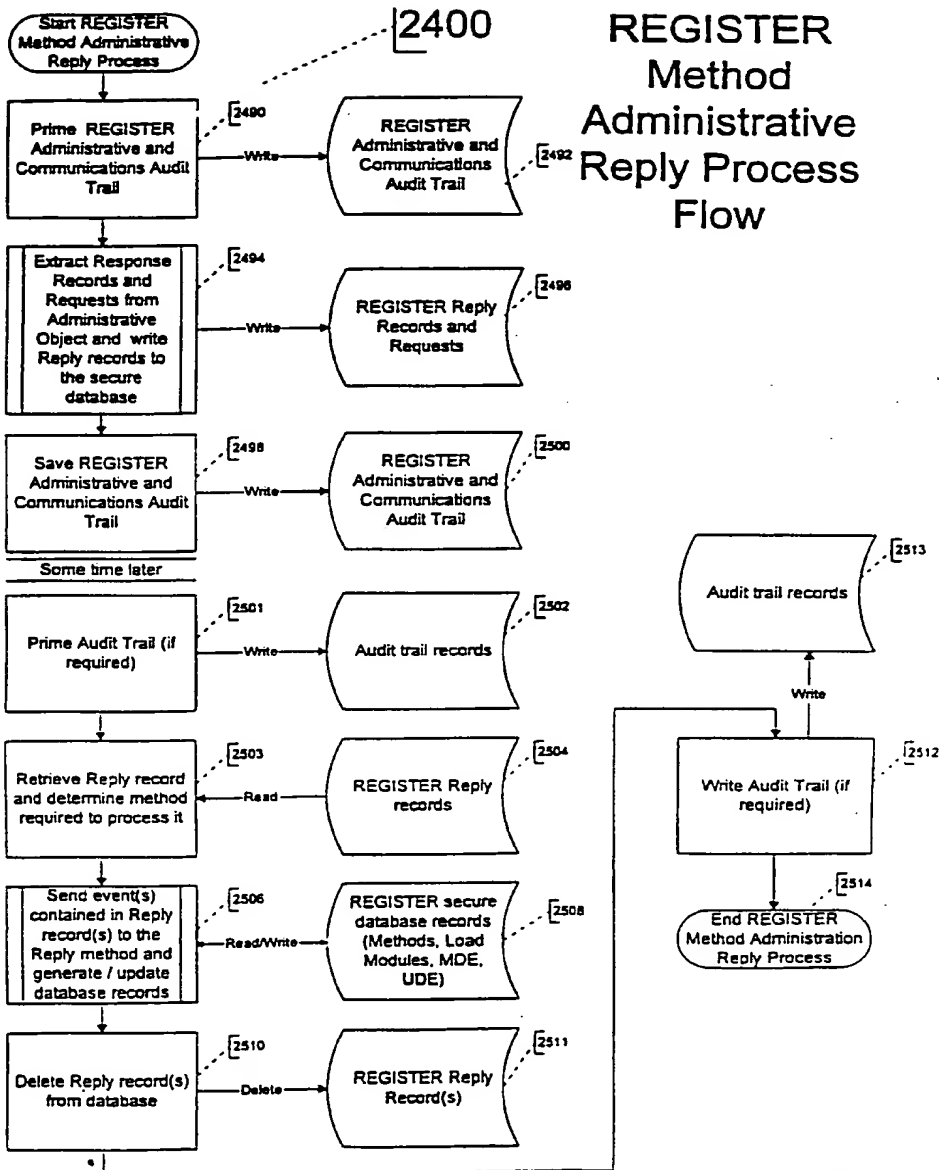 Start REGISTER
Method Administrative
Reply Process
2400
REGISTER
Method
Administrative
Reply Process
Flow
Prime REGISTER
Administrative and
Communications Audit
Trail
2490
Write
REGISTER
Administrative and
Communications
Audit Trail
2492
Extract Response
Records and
Requests from
Administrative
Object and write
Reply records to
the secure
database
2494
Write
REGISTER Reply
Records and
Requests
2496
Save REGISTER
Administrative and
Communications Audit
Trail
2498
Write
REGISTER
Administrative and
Communications
Audit Trail
2500
Some time later
Prime Audit Trail (if
required)
2501
Write
Audit trail records
2502
Retrieve Reply record
and determine method
required to process it
2503
Read
REGISTER Reply
records
2504
Send event(s)
contained in Reply
record(s) to the
Reply method and
generate / update
database records
2506
Read/Write
REGISTER secure
database records
(Methods, Load
Modules, MDE,
UDE)
2508
Delete Reply record(s)
from database
2510
Delete
REGISTER Reply
Record(s)
2511
Audit trail records
2513
Write
Write Audit Trail (if
required)
2512
2514
End REGISTER
Method Administration
Reply Process